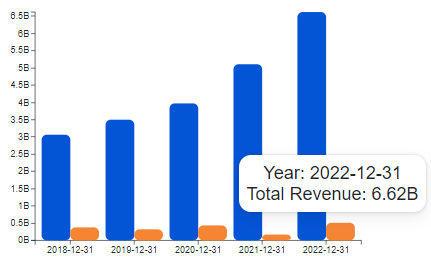 6.5B
6B
5.5B
5B
4.5B
4B
3.5B
3B
2.5B
2B
1.5B
1B
0.5B
0B
2018-12-31 2019-12-31 2020-12-31 2021-12-31 2022-12-31
Year: 2022-12-31
Total Revenue: 6.62B